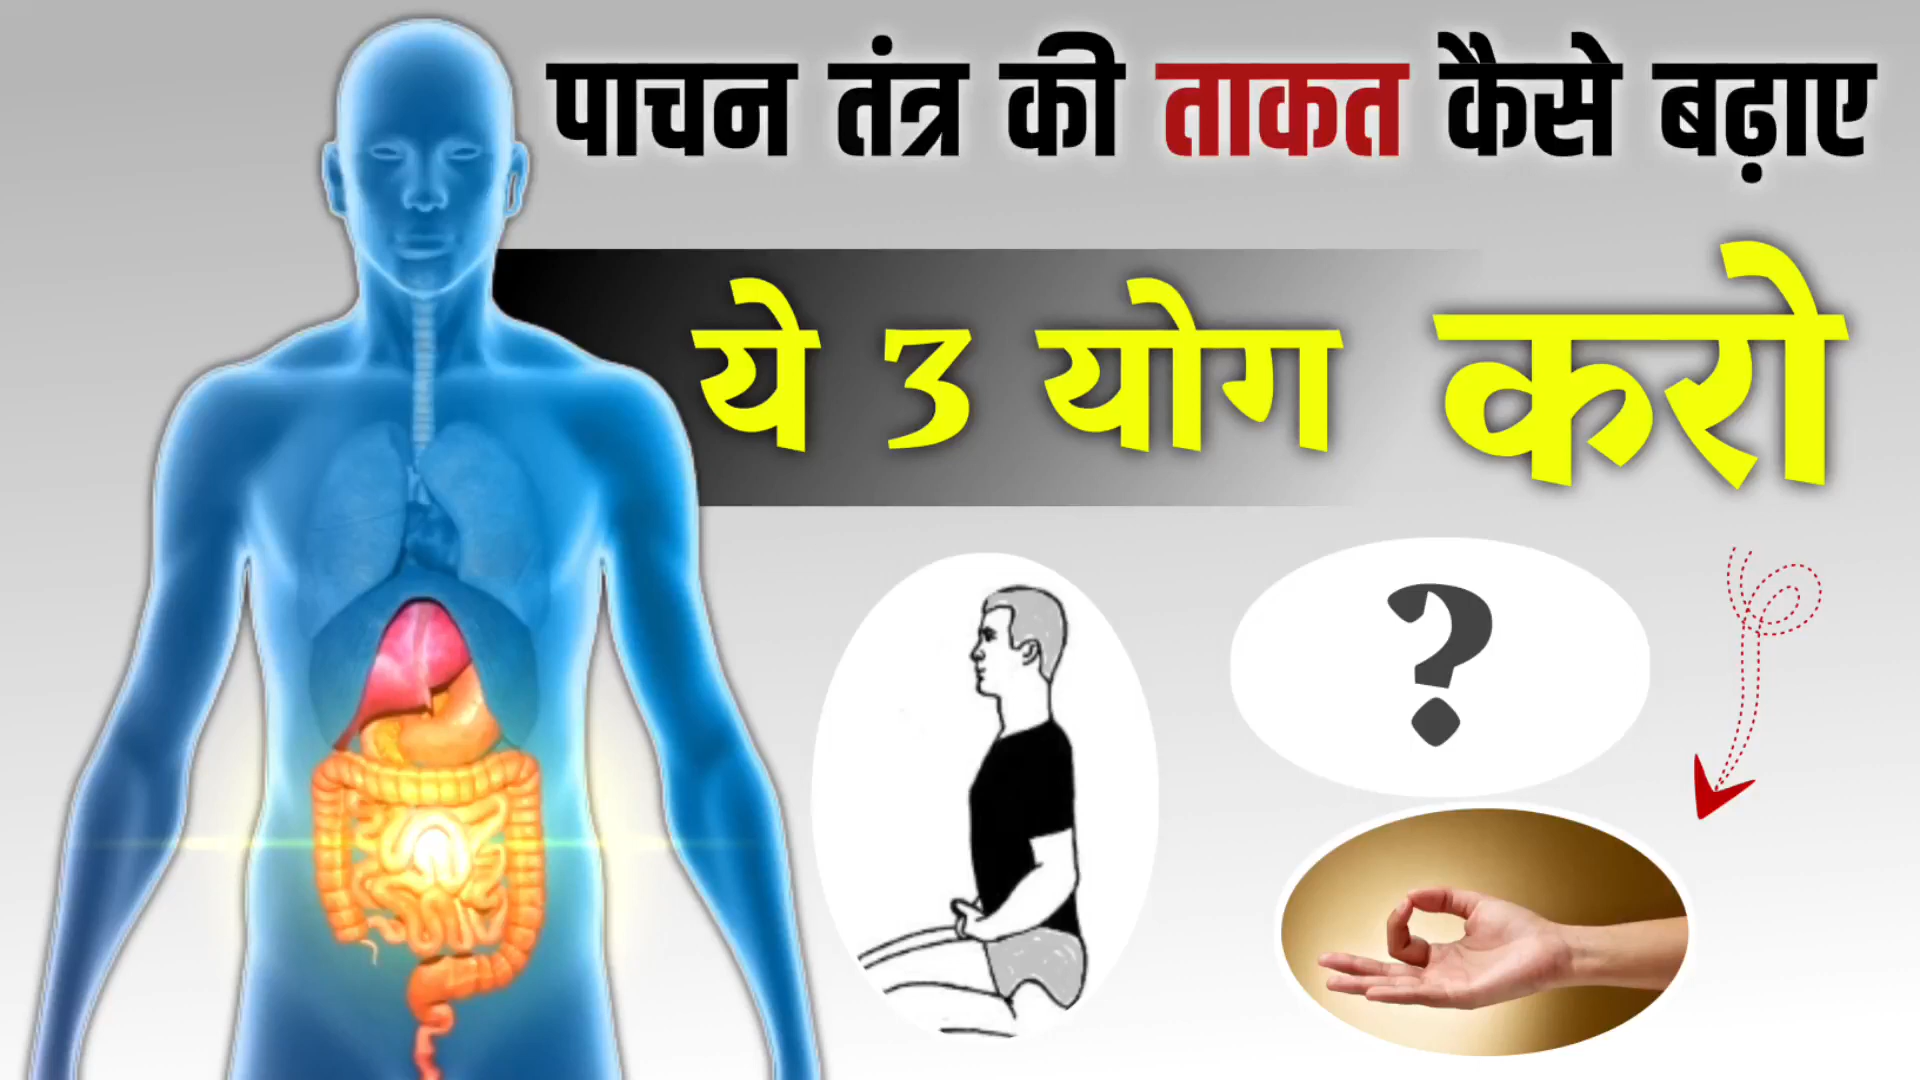 पाचन तंत्र की ताकत कैसे बढ़ाए
ये 3 योग करो
?